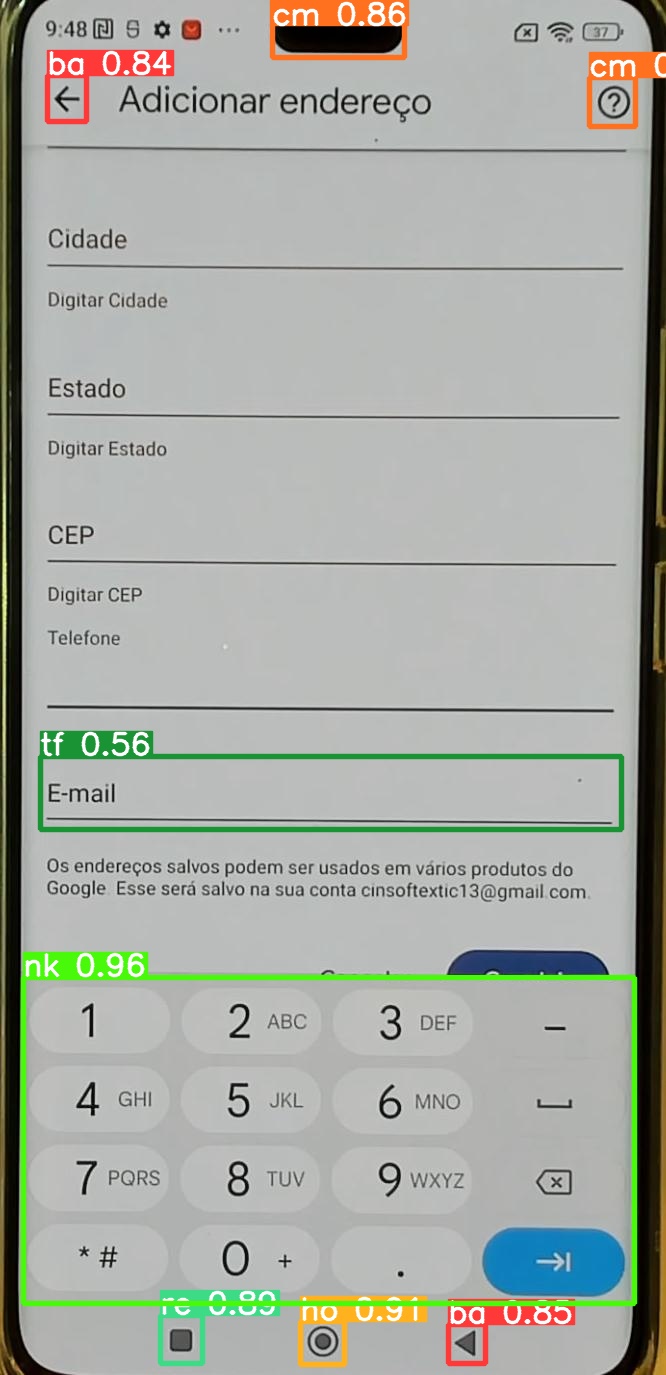 cm 0.86
9:48
37
ba 0.84
cm 0
Adicionar endereço
Cidade
Digitar Cidade
Estado
Digitar Estado
CEP
Digitar CEP
Telefone
tf 0.56
E-mail
Os endereços salvos podem ser usados em vários produtos do
Google. Esse será salvo na sua conta cinsoftextic13@gmail.com.
nk 0.96
1 2 ABC 3 DEF –
4 GHI 5 JKL 6 MNO
7 PQRS 8 TUV 9 WXYZ
* # 0 + .
re 0.89 ho 0.91 ba 0.85